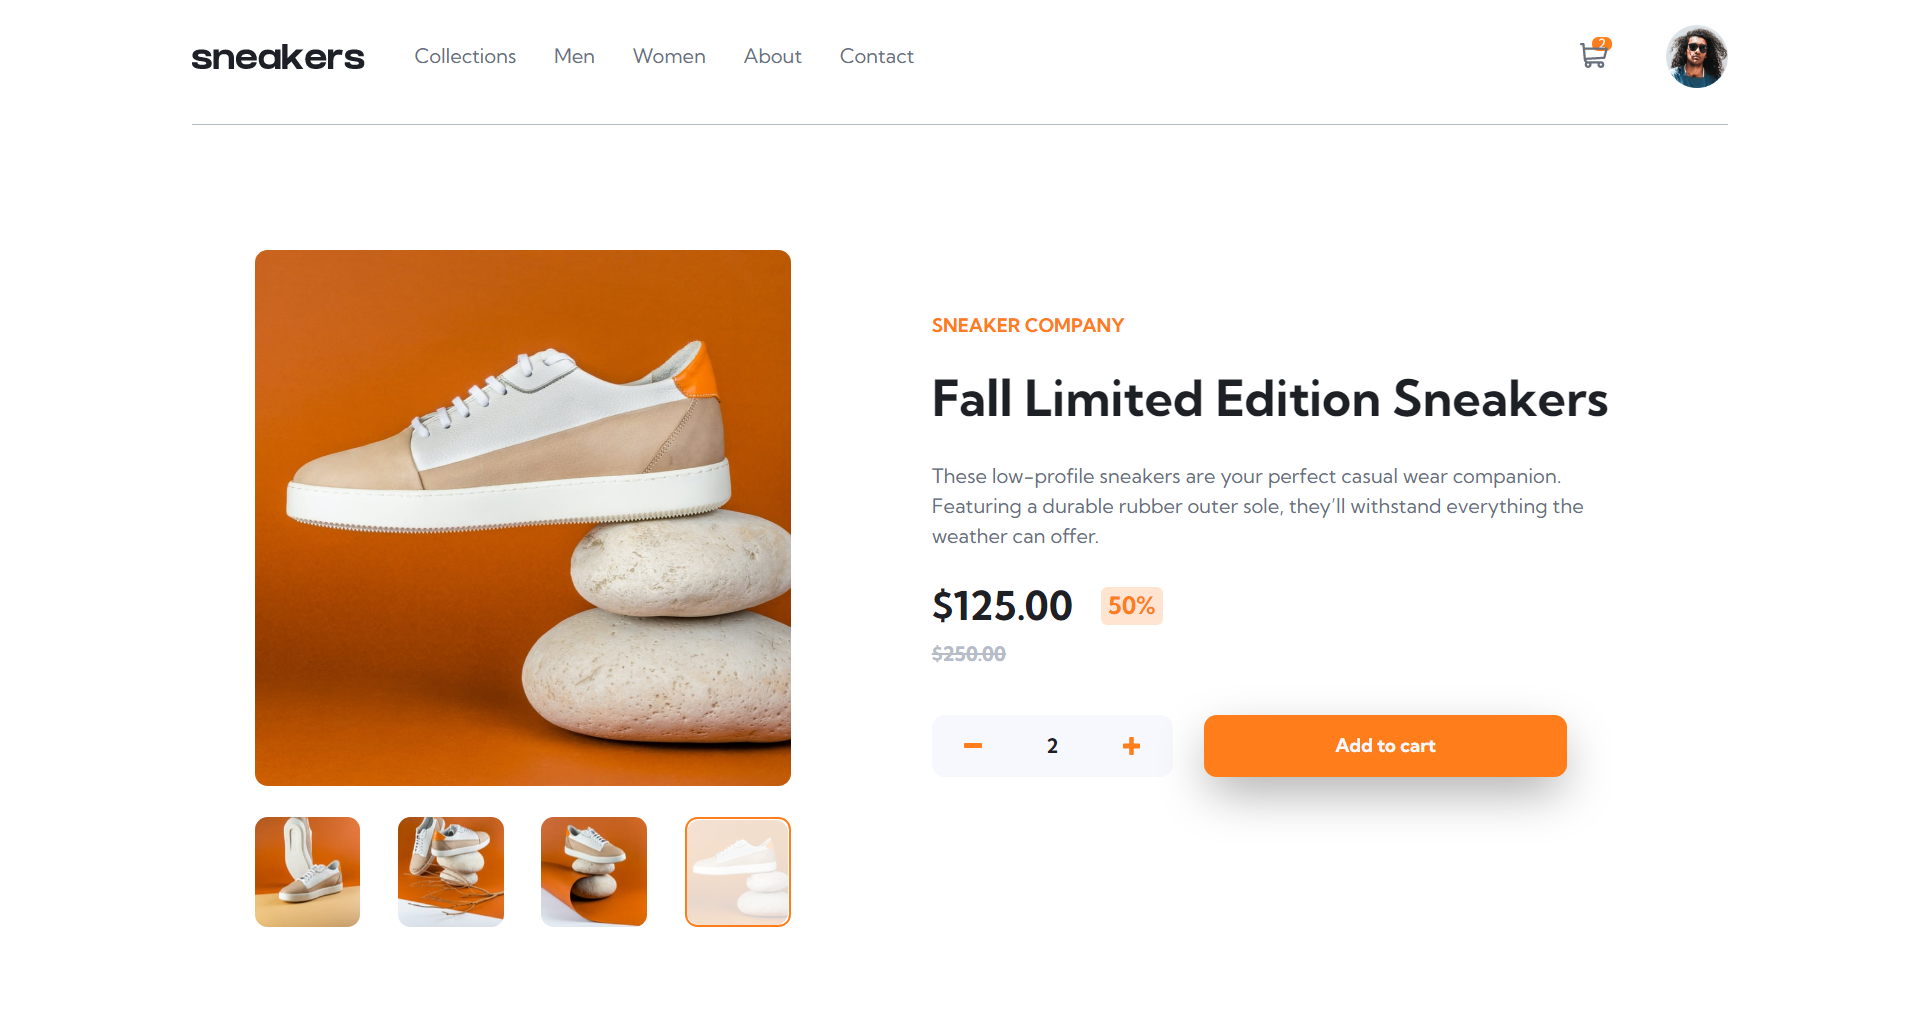 sneakers
Collections
Men
Women
About
Contact
2
SNEAKER COMPANY
Fall Limited Edition Sneakers
These low-profile sneakers are your perfect casual wear companion.
Featuring a durable rubber outer sole, they’ll withstand everything the
weather can offer.
$125.00
50%
$250.00
2
Add to cart